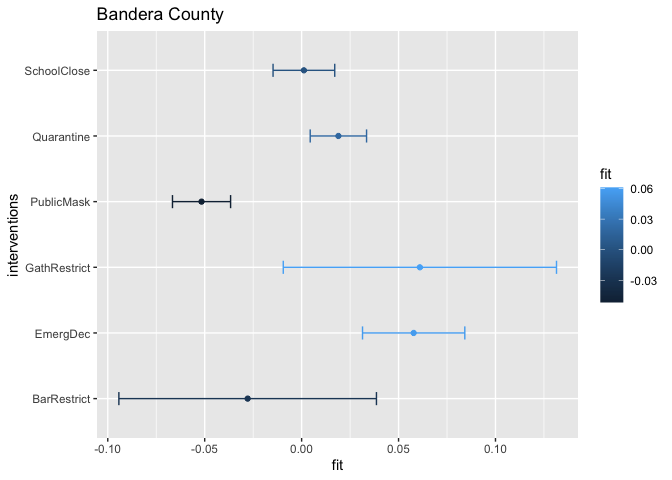 Bandera County
interventions
SchoolClose
Quarantine
PublicMask
GathRestrict
EmergDec
BarRestrict
-0.10
-0.05
0.00
0.05
0.10
fit
fit
0.06
0.03
0.00
-0.03